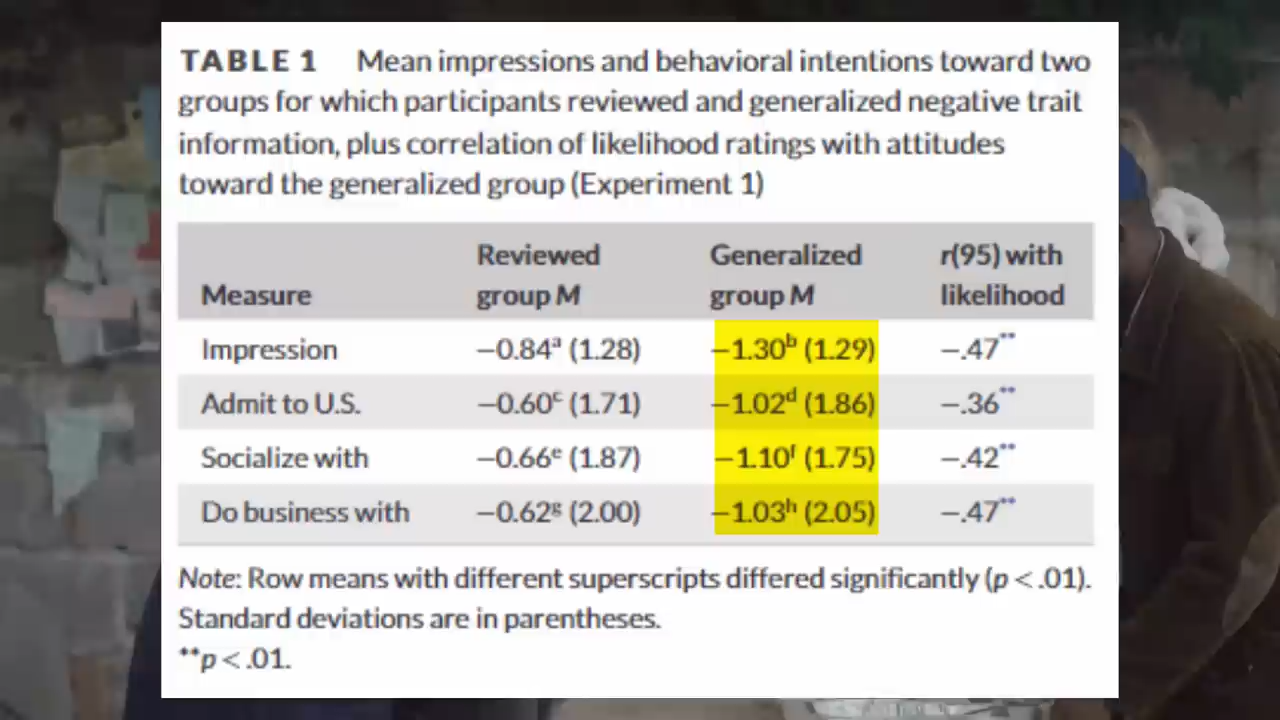 TABLE 1 Mean impressions and behavioral intentions toward two
groups for which participants reviewed and generalized negative trait
information, plus correlation of likelihood ratings with attitudes
toward the generalized group (Experiment 1)
Measure Reviewed group M Generalized group M r(95) with likelihood
Impression −0.84ᵃ (1.28) −1.30ᵇ (1.29) −.47**
Admit to U.S. −0.60ᶜ (1.71) −1.02ᵈ (1.86) −.36**
Socialize with −0.66ᵉ (1.87) −1.10ᶠ (1.75) −.42**
Do business with −0.62ᵍ (2.00) −1.03ʰ (2.05) −.47**
Note: Row means with different superscripts differed significantly (p < .01).
Standard deviations are in parentheses.
**p < .01.